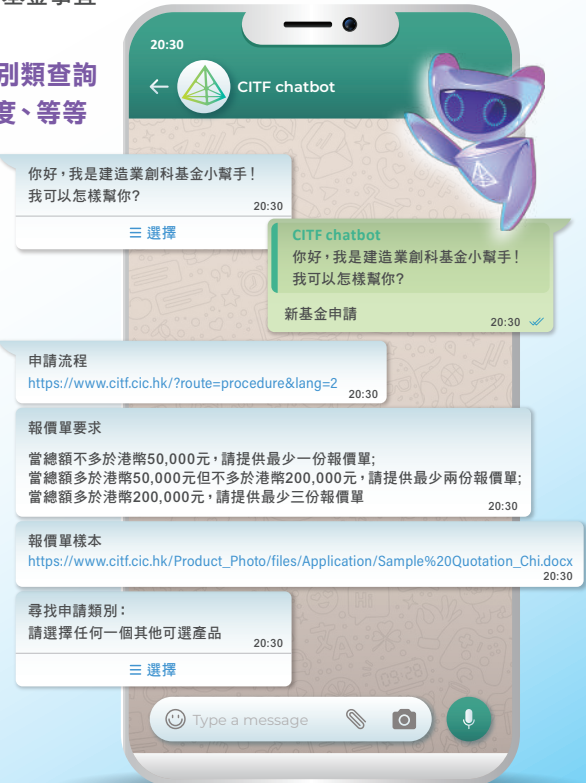 基金事宜
別類查詢
度、等等
20:30
CITF chatbot
你好，我是建造業創科基金小幫手！
我可以怎樣幫你？
20:30
選擇
CITF chatbot
你好，我是建造業創科基金小幫手！
我可以怎樣幫你？
新基金申請
20:30
申請流程
https://www.citf.cic.hk/?route=procedure&lang=2
20:30
報價單要求
當總額不多於港幣50,000元，請提供最少一份報價單；
當總額多於港幣50,000元但不多於港幣200,000元，請提供最少兩份報價單；
當總額多於港幣200,000元，請提供最少三份報價單
20:30
報價單樣本
https://www.citf.cic.hk/Product_Photo/files/Application/Sample%20Quotation_Chi.docx
20:30
尋找申請類別：
請選擇任何一個其他可選產品
20:30
選擇
Type a message